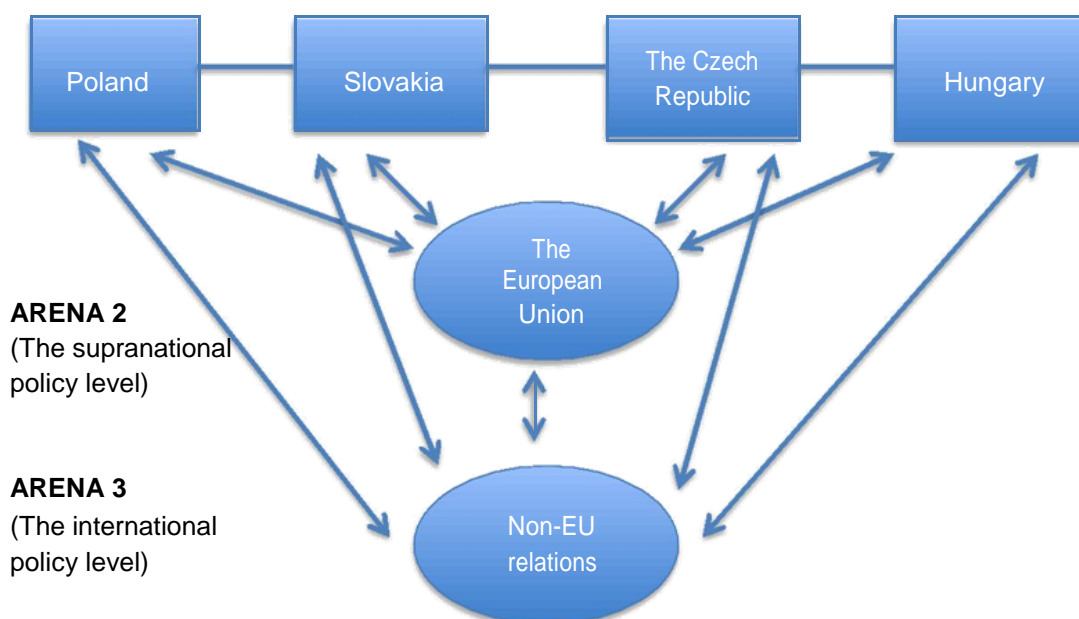 Poland
Slovakia
The Czech
Republic
Hungary
The
European
Union
ARENA 2
(The supranational
policy level)
ARENA 3
(The international
policy level)
Non-EU
relations